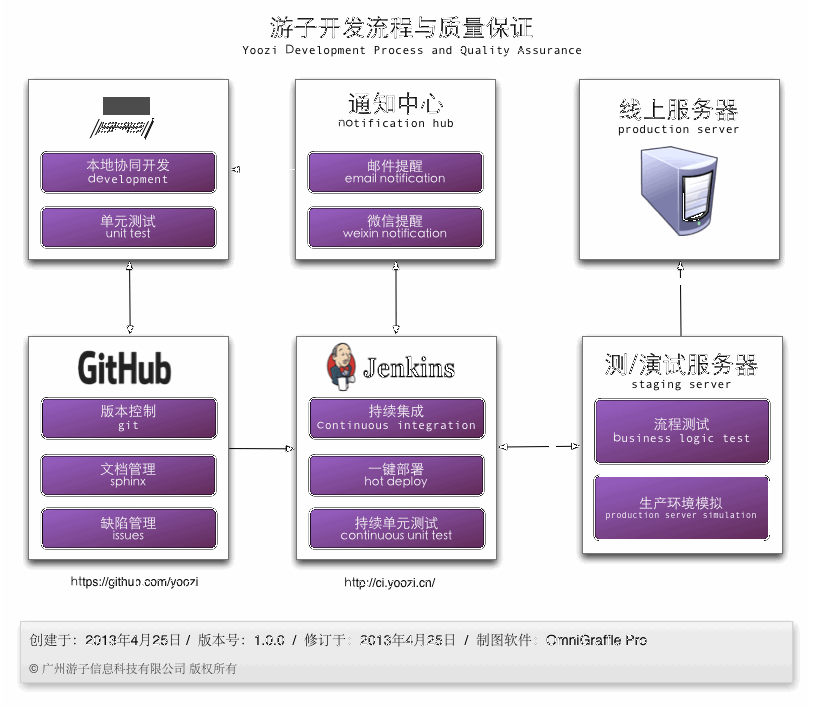 游子开发流程与质量保证
Yoozi Development Process and Quality Assurance
本地协同开发
development
单元测试
unit test
通知中心
notification hub
邮件提醒
email notification
微信提醒
weixin notification
线上服务器
production server
GitHub
版本控制
git
文档管理
sphinx
缺陷管理
issues
https://github.com/yoozi
Jenkins
持续集成
Continuous integration
一键部署
hot deploy
持续单元测试
continuous unit test
http://ci.yoozi.cn/
测/演试服务器
staging server
流程测试
business logic test
生产环境模拟
production server simulation
创建于：2013年4月25日 / 版本号：1.0.0 / 修订于：2013年4月25日 / 制图软件：OmniGraffle Pro
© 广州游子信息科技有限公司 版权所有